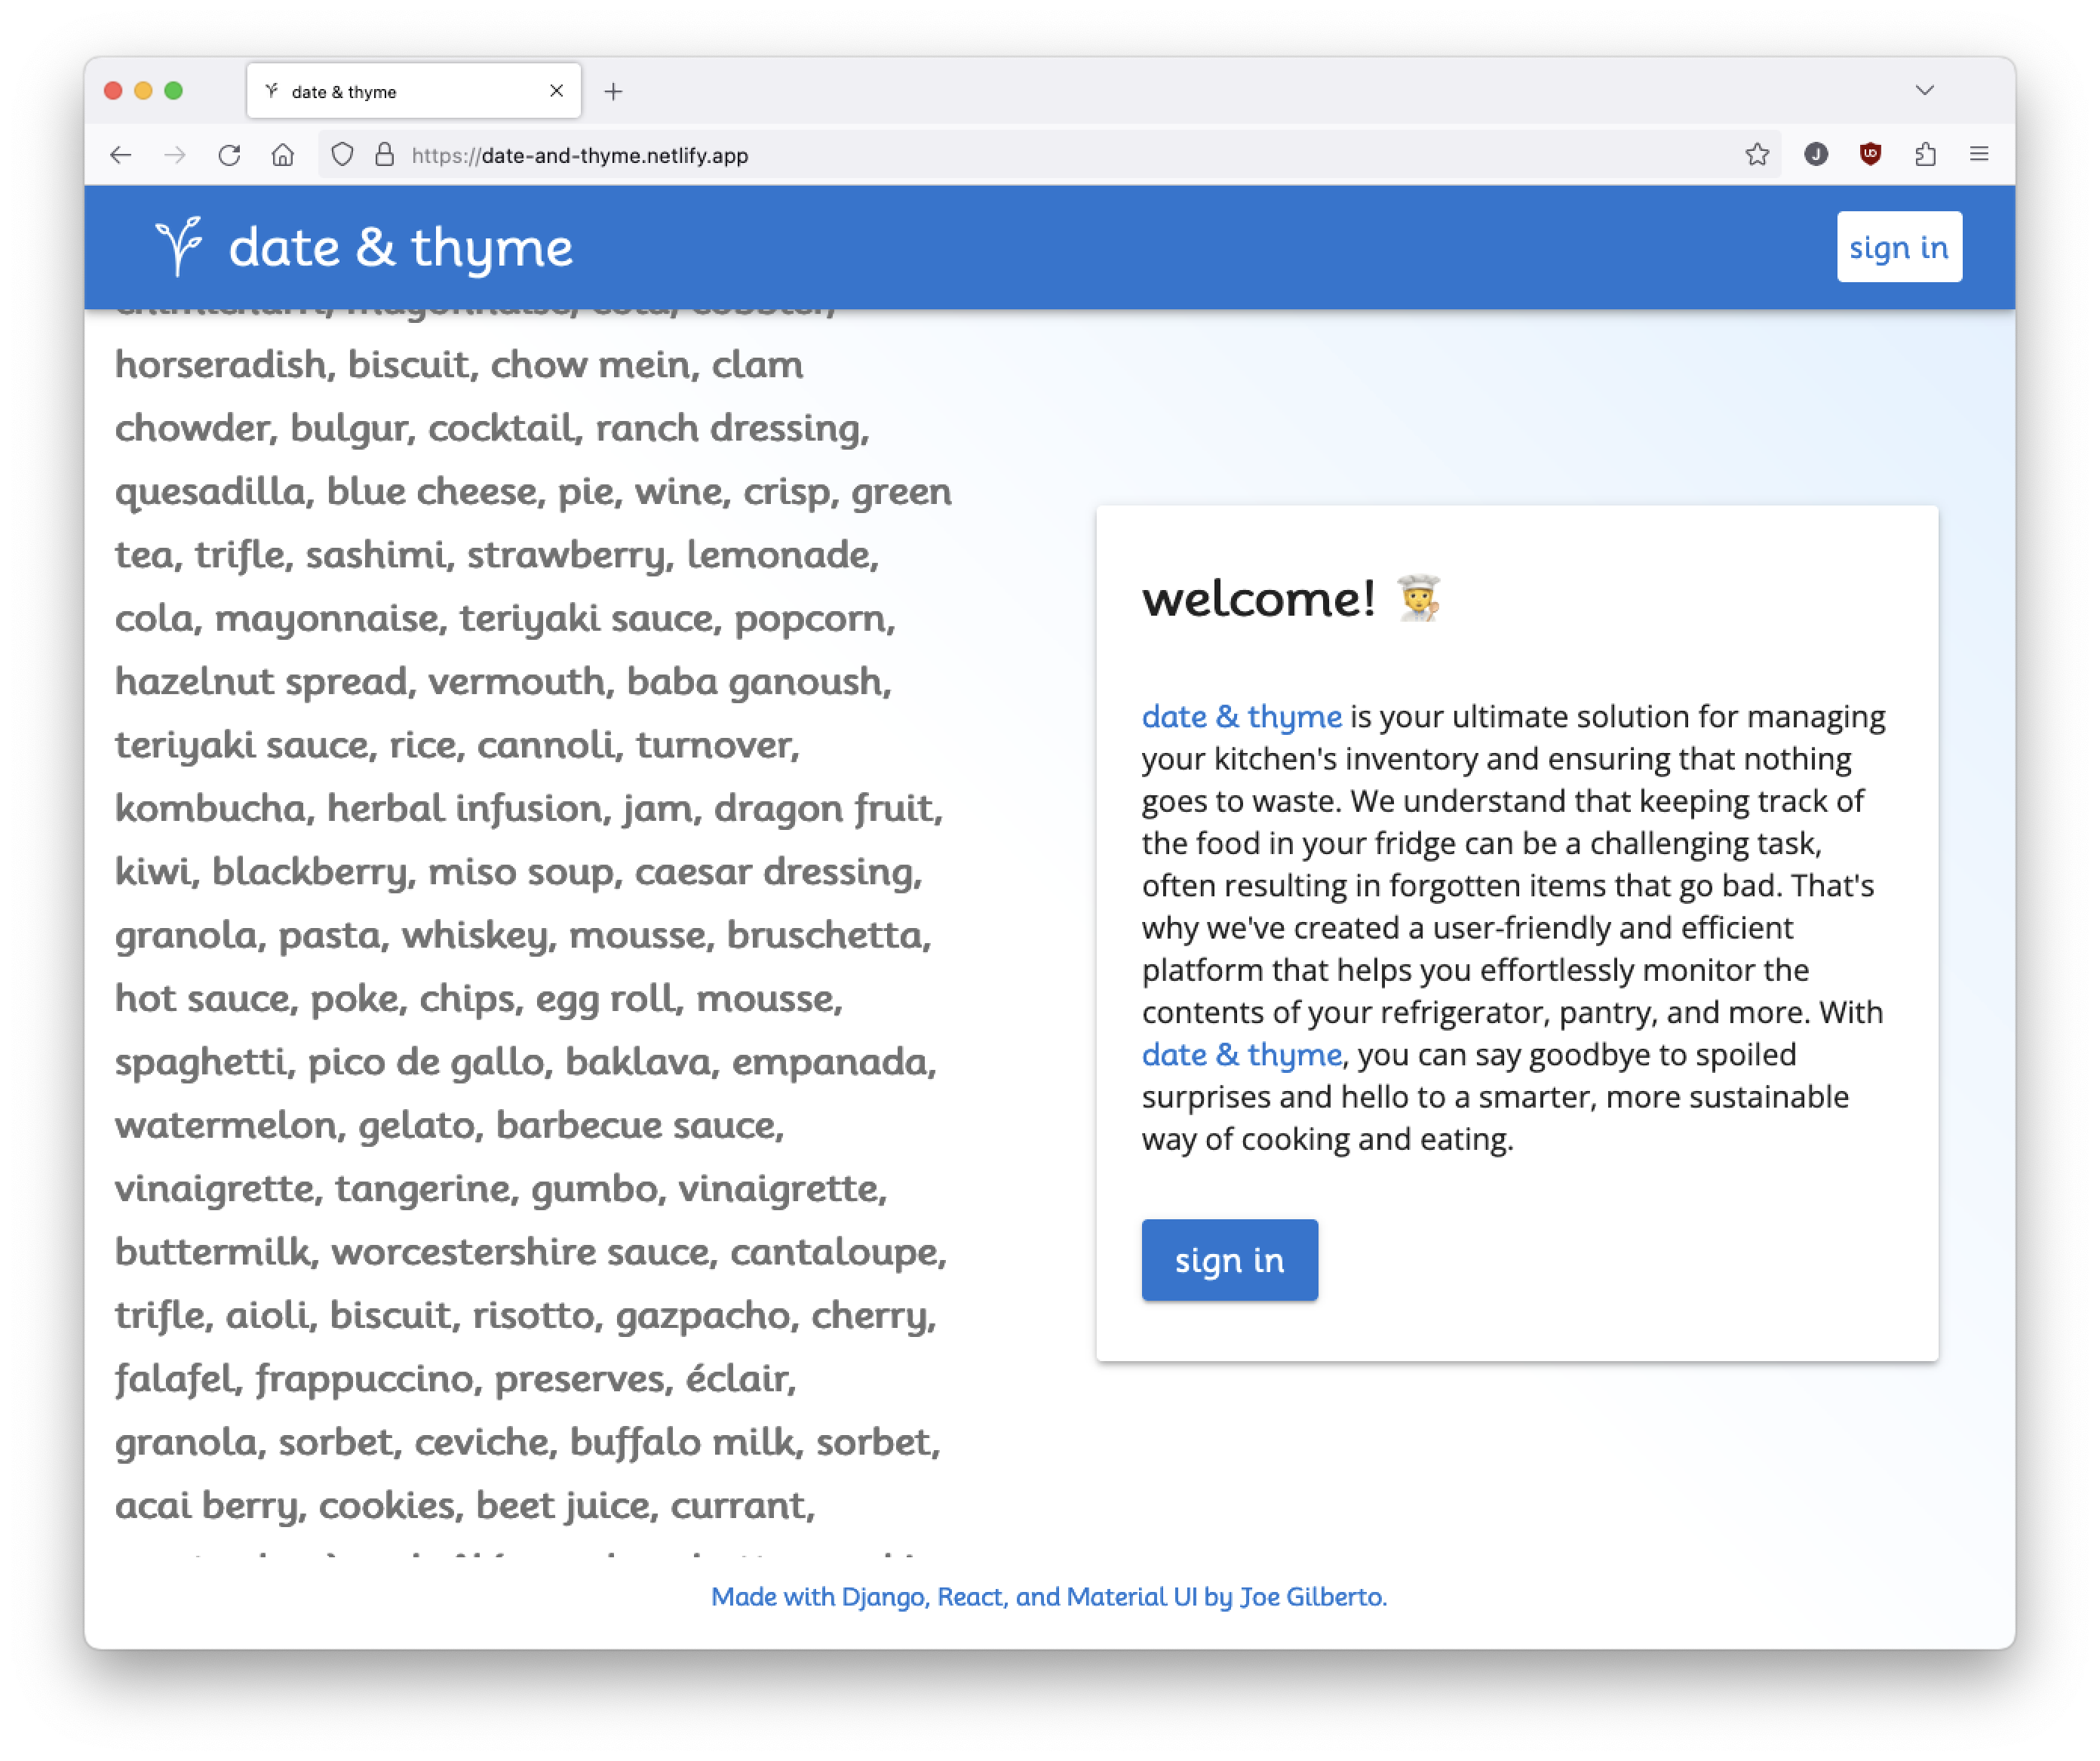 date & thyme
https://date-and-thyme.netlify.app
date & thyme
sign in
horseradish, biscuit, chow mein, clam
chowder, bulgur, cocktail, ranch dressing,
quesadilla, blue cheese, pie, wine, crisp, green
tea, trifle, sashimi, strawberry, lemonade,
cola, mayonnaise, teriyaki sauce, popcorn,
hazelnut spread, vermouth, baba ganoush,
teriyaki sauce, rice, cannoli, turnover,
kombucha, herbal infusion, jam, dragon fruit,
kiwi, blackberry, miso soup, caesar dressing,
granola, pasta, whiskey, mousse, bruschetta,
hot sauce, poke, chips, egg roll, mousse,
spaghetti, pico de gallo, baklava, empanada,
watermelon, gelato, barbecue sauce,
vinaigrette, tangerine, gumbo, vinaigrette,
buttermilk, worcestershire sauce, cantaloupe,
trifle, aioli, biscuit, risotto, gazpacho, cherry,
falafel, frappuccino, preserves, éclair,
granola, sorbet, ceviche, buffalo milk, sorbet,
acai berry, cookies, beet juice, currant,
welcome!
date & thyme is your ultimate solution for managing
your kitchen's inventory and ensuring that nothing
goes to waste. We understand that keeping track of
the food in your fridge can be a challenging task,
often resulting in forgotten items that go bad. That's
why we've created a user-friendly and efficient
platform that helps you effortlessly monitor the
contents of your refrigerator, pantry, and more. With
date & thyme, you can say goodbye to spoiled
surprises and hello to a smarter, more sustainable
way of cooking and eating.
sign in
Made with Django, React, and Material UI by Joe Gilberto.